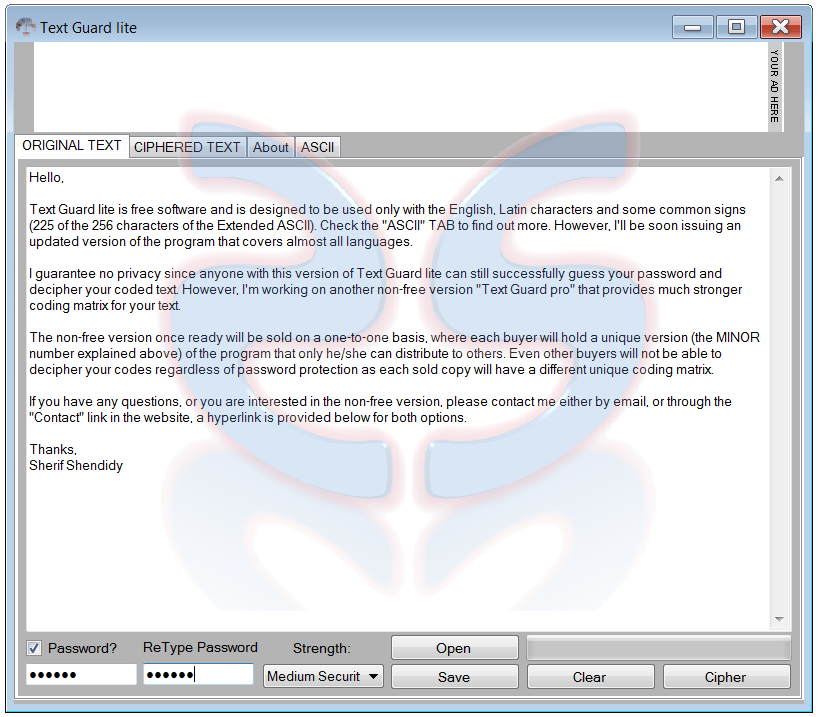 Text Guard lite
YOUR AD HERE
ORIGINAL TEXT CIPHERED TEXT About ASCII
Hello,
Text Guard lite is free software and is designed to be used only with the English, Latin characters and some common signs
(225 of the 256 characters of the Extended ASCII). Check the "ASCII" TAB to find out more. However, I'll be soon issuing an
updated version of the program that covers almost all languages.
I guarantee no privacy since anyone with this version of Text Guard lite can still successfully guess your password and
decipher your coded text. However, I'm working on another non-free version "Text Guard pro" that provides much stronger
coding matrix for your text.
The non-free version once ready will be sold on a one-to-one basis, where each buyer will hold a unique version (the MINOR
number explained above) of the program that only he/she can distribute to others. Even other buyers will not be able to
decipher your codes regardless of password protection as each sold copy will have a different unique coding matrix.
If you have any questions, or you are interested in the non-free version, please contact me either by email, or through the
"Contact" link in the website, a hyperlink is provided below for both options.
Thanks,
Sherif Shendidy
Password? ReType Password Strength: Open
●●●●●● ●●●●●● Medium Securit Save Clear Cipher